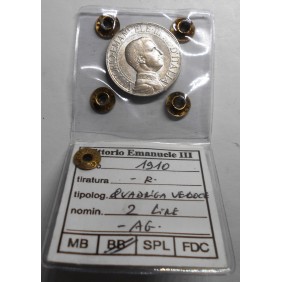 Vittorio Emanuele III
1910
tiratura - R.
tipolog. QUADRIGA VELOCE
nomin. 2 LIRE
- AG. -
MB BB SPL FDC